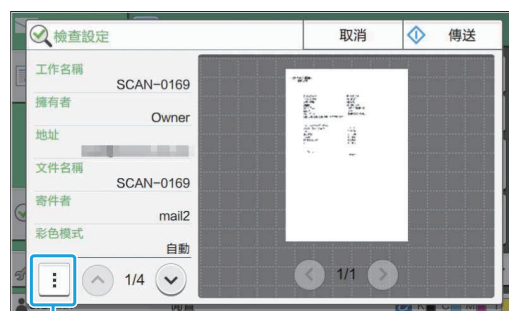 檢查設定
取消
傳送
工作名稱
SCAN-0169
擁有者
Owner
地址
文件名稱
SCAN-0169
寄件者
mail2
彩色模式
自動
1/4
1/1